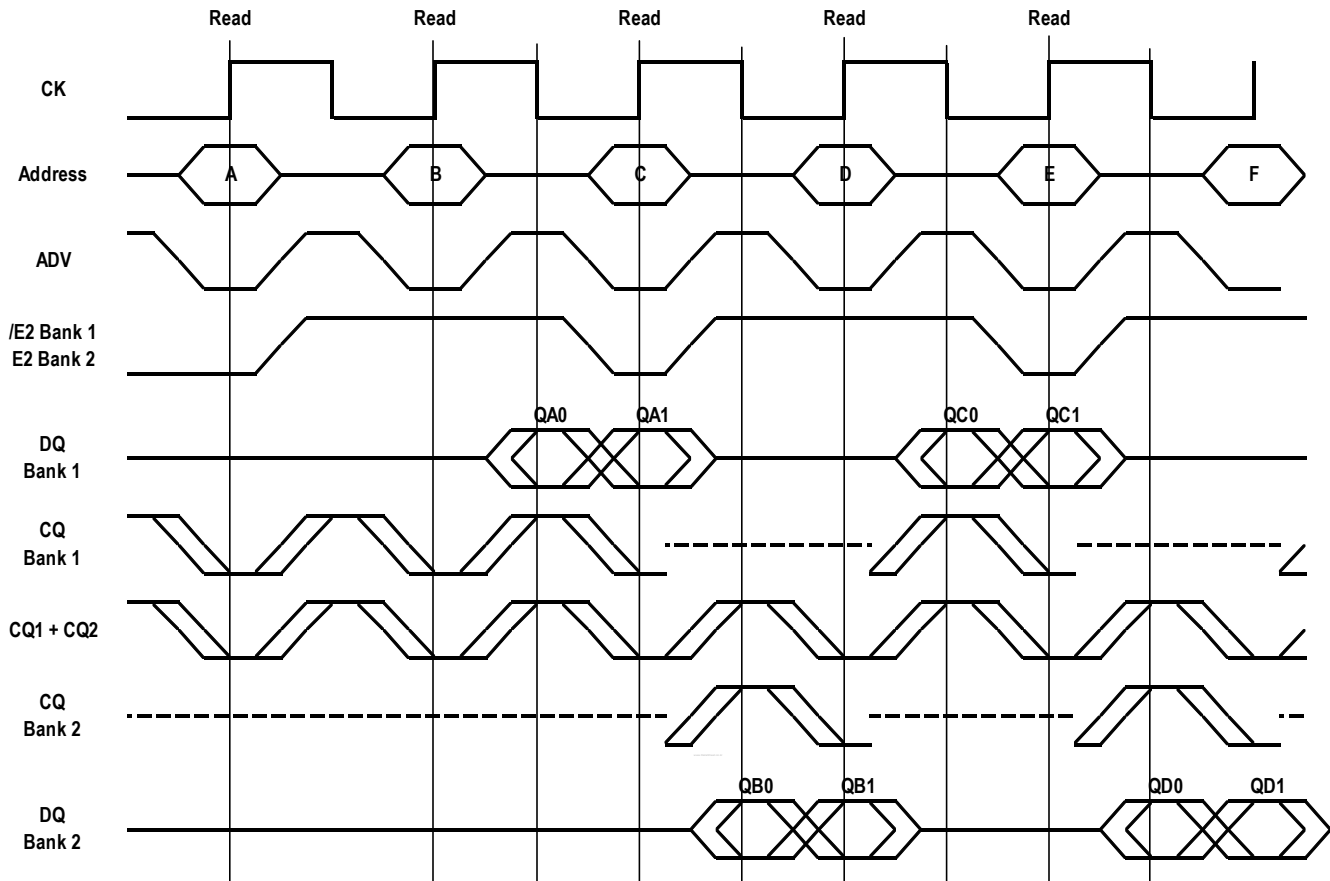 Read Read Read Read Read
CK
Address A B C D E F
ADV
/E2 Bank 1
E2 Bank 2
QA0 QA1 QC0 QC1
DQ
Bank 1
CQ
Bank 1
CQ1 + CQ2
CQ
Bank 2
QB0 QB1 QD0 QD1
DQ
Bank 2